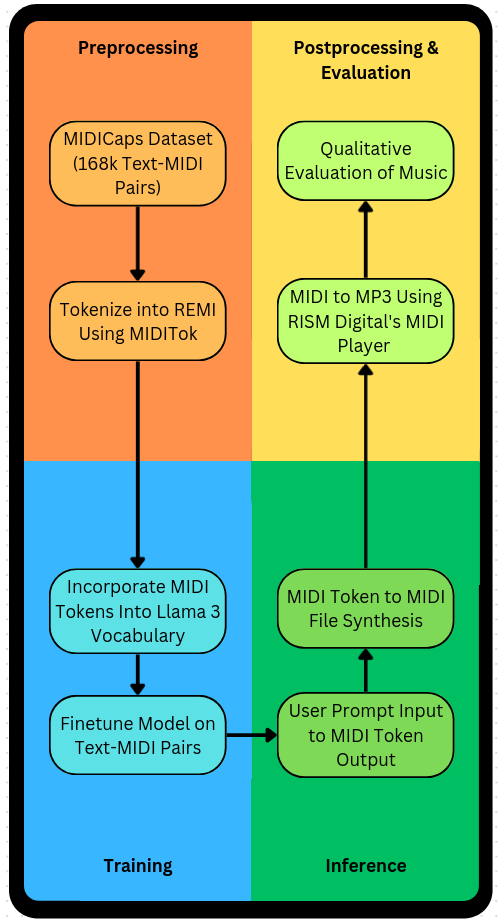 Preprocessing
MIDICaps Dataset
(168k Text-MIDI
Pairs)
Tokenize into REMI
Using MIDITok
Incorporate MIDI
Tokens Into Llama 3
Vocabulary
Finetune Model on
Text-MIDI Pairs
Training
Postprocessing &
Evaluation
Qualitative
Evaluation of Music
MIDI to MP3 Using
RISM Digital's MIDI
Player
MIDI Token to MIDI
File Synthesis
User Prompt Input
to MIDI Token
Output
Inference